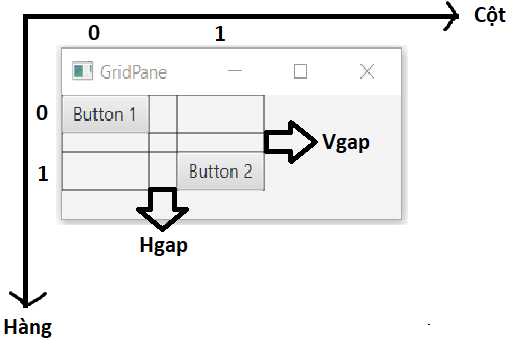 Cột
0 1
GridPane
0
Button 1
Vgap
1
Button 2
Hgap
Hàng